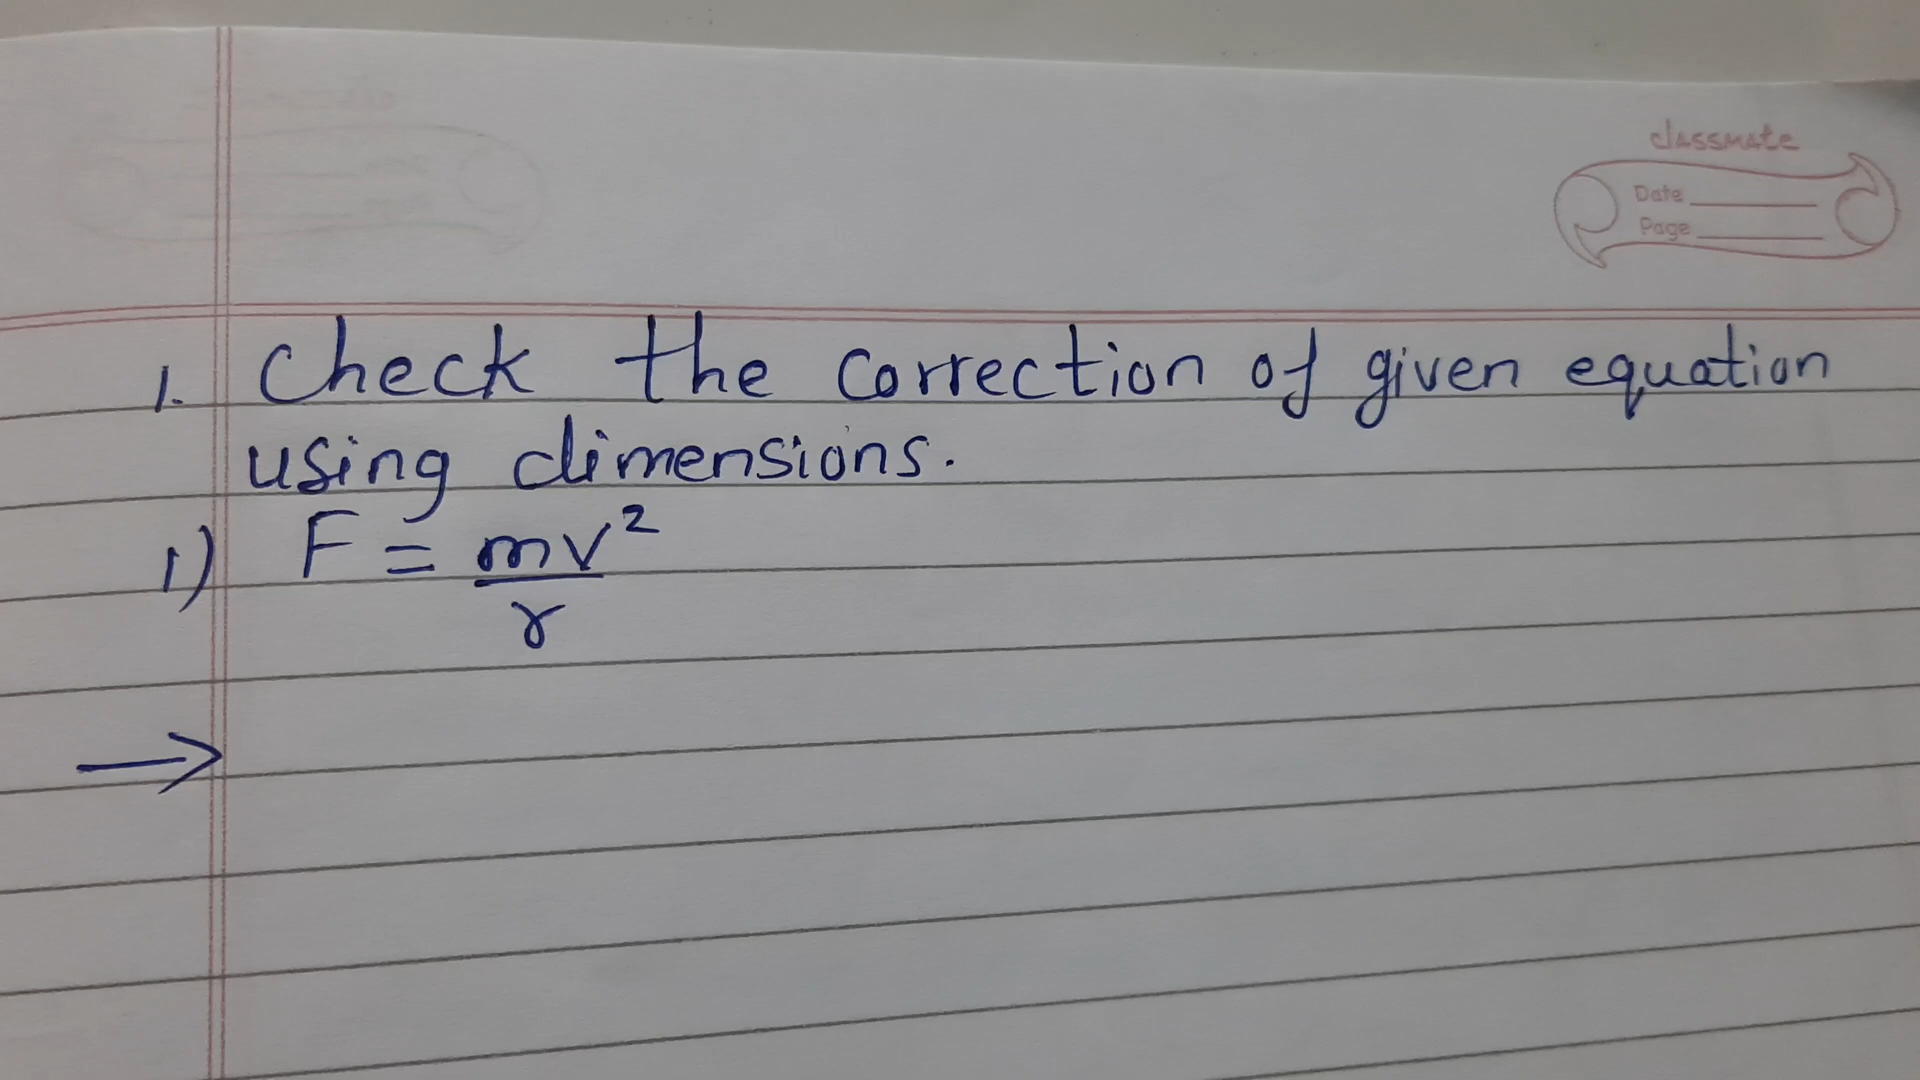 classmate
Date
Page
1. Check the correction of given equation
using dimensions.
1) F = mv²
r
→